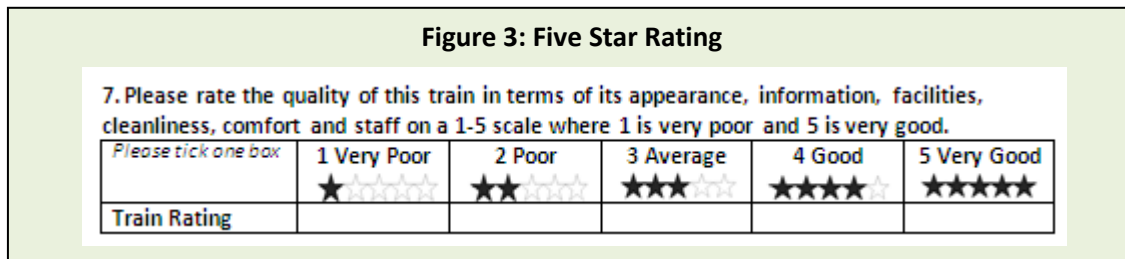 Figure 3: Five Star Rating
7. Please rate the quality of this train in terms of its appearance, information, facilities,
cleanliness, comfort and staff on a 1-5 scale where 1 is very poor and 5 is very good.
Please tick one box 1 Very Poor 2 Poor 3 Average 4 Good 5 Very Good
★☆☆☆☆ ★★☆☆☆ ★★★☆☆ ★★★★☆ ★★★★★
Train Rating